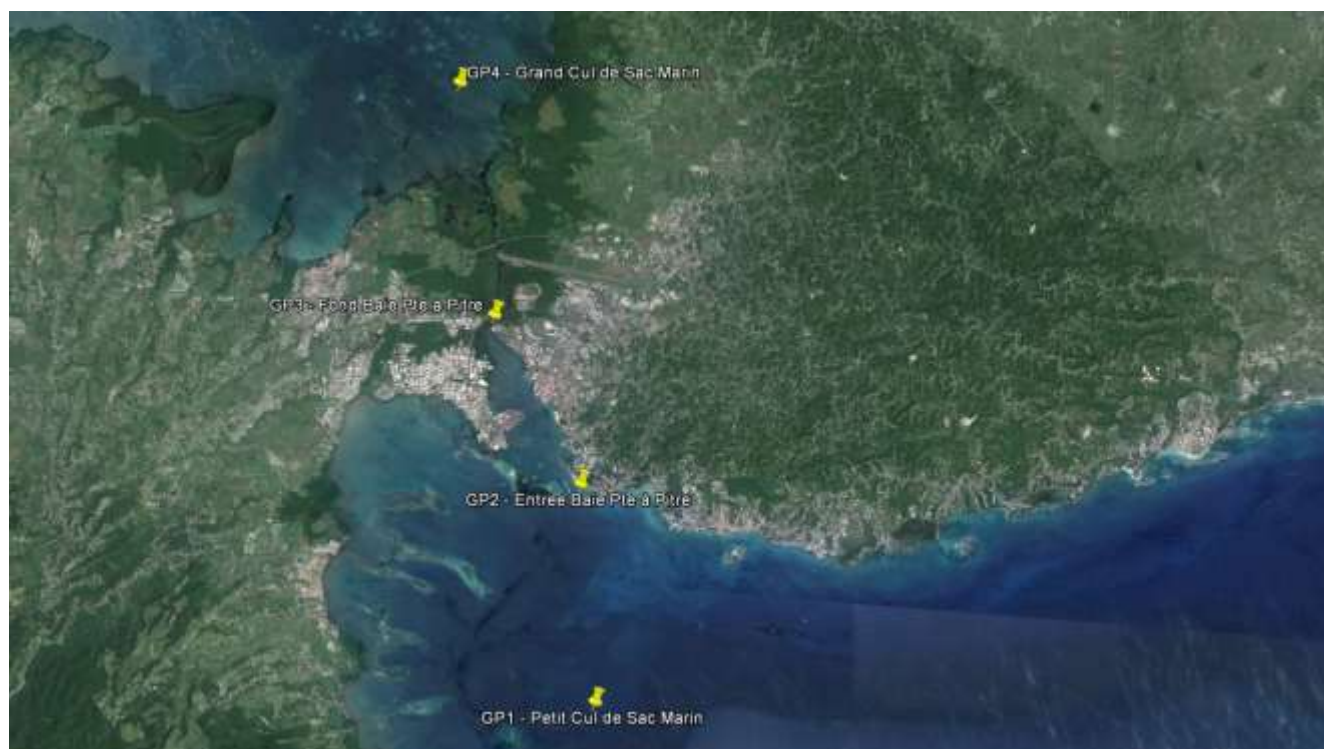 GP4 - Grand Cul de Sac Marin
GP3 - Fond Baie Pte à Pitre
GP2 - Entrée Baie Pte à Pitre
GP1 - Petit Cul de Sac Marin